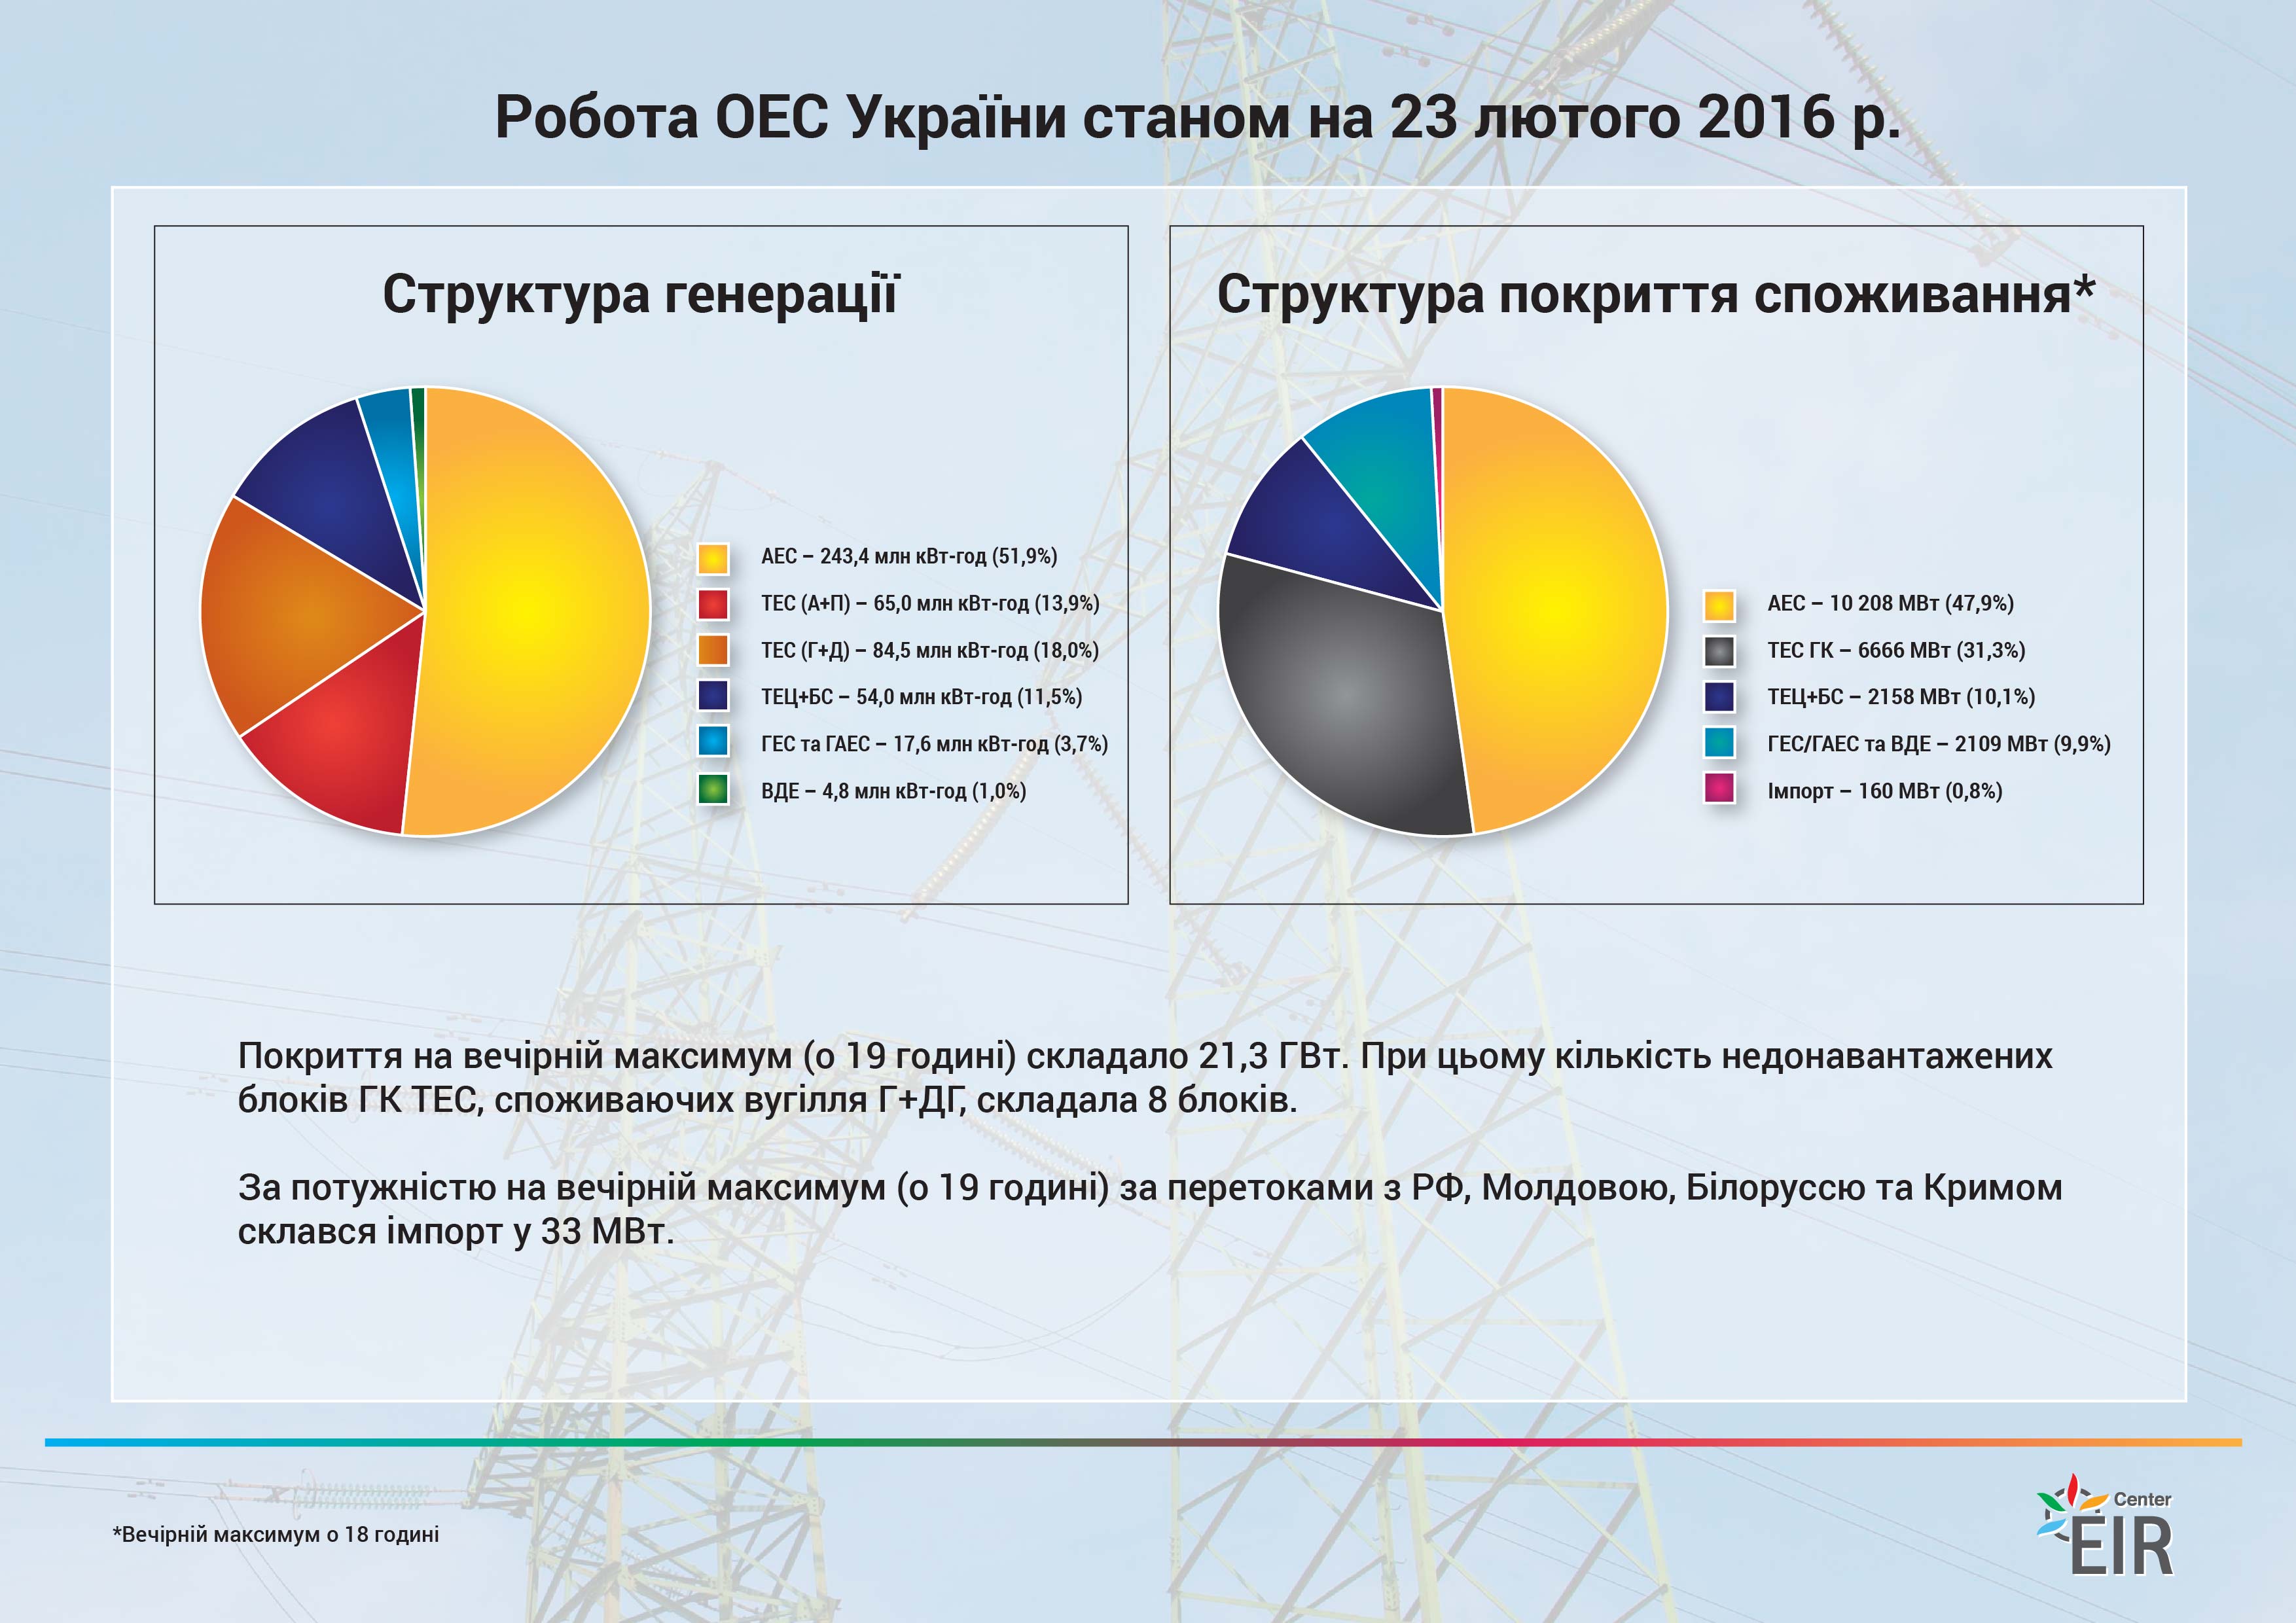 Робота ОЕС України станом на 23 лютого 2016 р.
Структура генерації
АЕС – 243,4 млн кВт-год (51,9%)
ТЕС (А+П) – 65,0 млн кВт-год (13,9%)
ТЕС (Г+Д) – 84,5 млн кВт-год (18,0%)
ТЕЦ+БС – 54,0 млн кВт-год (11,5%)
ГЕС та ГАЕС – 17,6 млн кВт-год (3,7%)
ВДЕ – 4,8 млн кВт-год (1,0%)
Структура покриття споживання*
АЕС – 10 208 МВт (47,9%)
ТЕС ГК – 6666 МВт (31,3%)
ТЕЦ+БС – 2158 МВт (10,1%)
ГЕС/ГАЕС та ВДЕ – 2109 МВт (9,9%)
Імпорт – 160 МВт (0,8%)
Покриття на вечірній максимум (о 19 годині) складало 21,3 ГВт. При цьому кількість недонавантажених
блоків ГК ТЕС, споживаючих вугілля Г+ДГ, складала 8 блоків.
За потужністю на вечірній максимум (о 19 годині) за перетоками з РФ, Молдовою, Білоруссю та Кримом
склався імпорт у 33 МВт.
*Вечірній максимум о 18 годині
Center
EIR